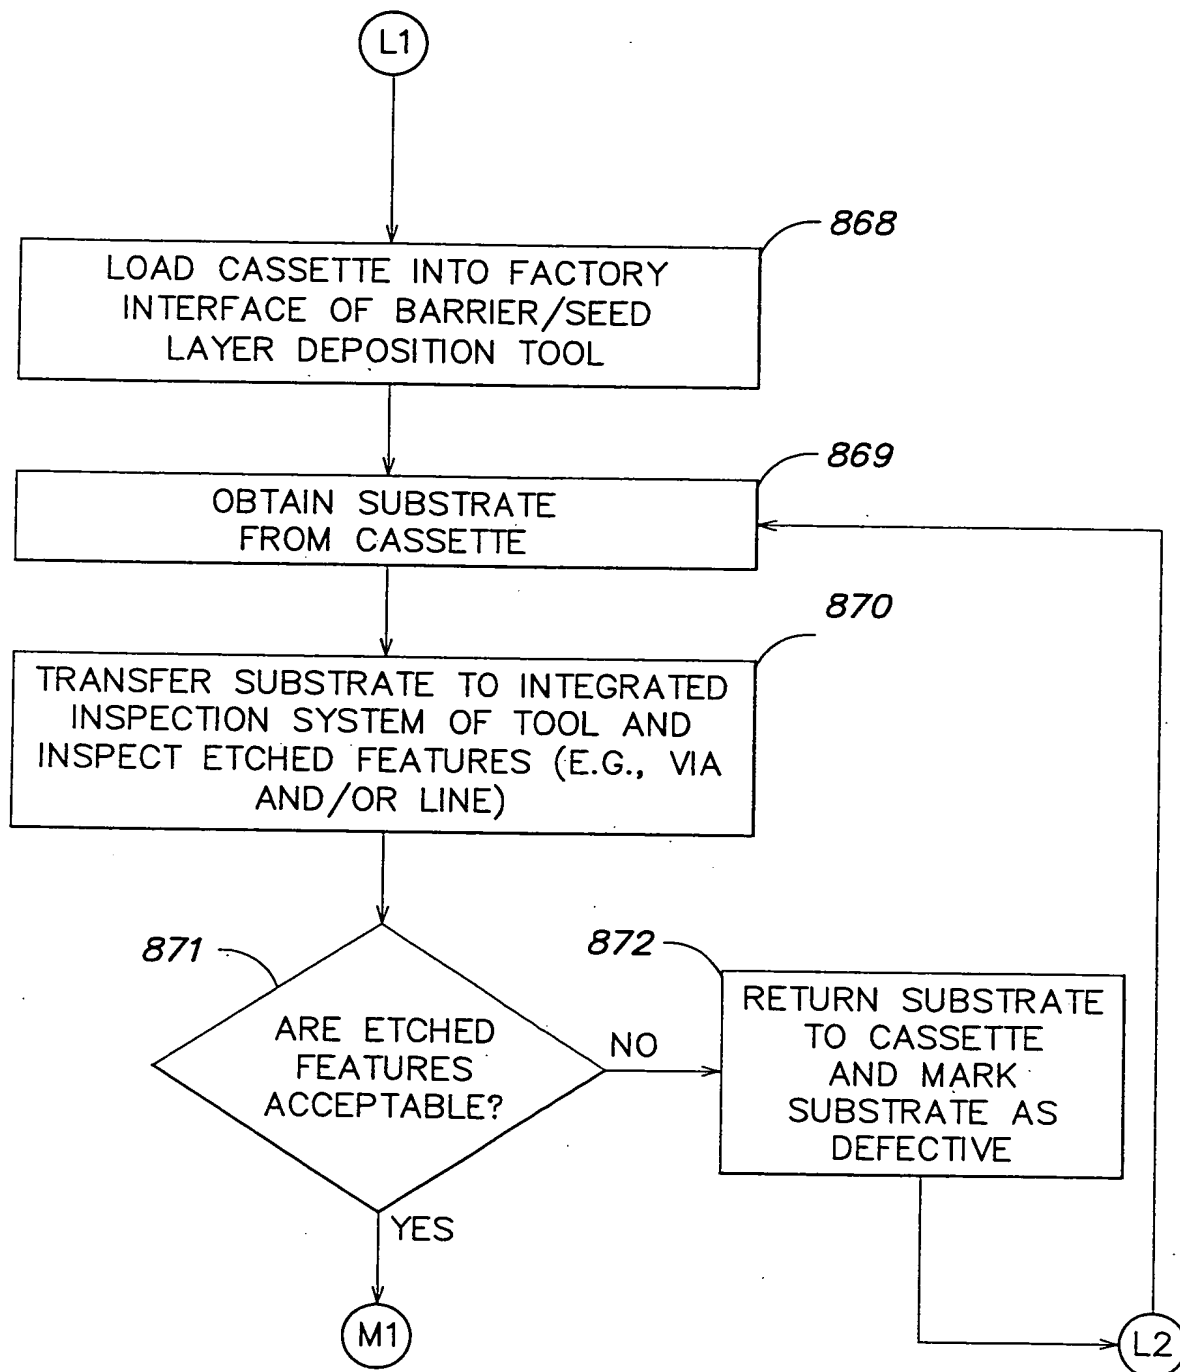 L1
868
LOAD CASSETTE INTO FACTORY
INTERFACE OF BARRIER/SEED
LAYER DEPOSITION TOOL
869
OBTAIN SUBSTRATE
FROM CASSETTE
870
TRANSFER SUBSTRATE TO INTEGRATED
INSPECTION SYSTEM OF TOOL AND
INSPECT ETCHED FEATURES (E.G., VIA
AND/OR LINE)
871
ARE ETCHED
FEATURES
ACCEPTABLE?
NO
872
RETURN SUBSTRATE
TO CASSETTE
AND MARK
SUBSTRATE AS
DEFECTIVE
YES
M1
L2